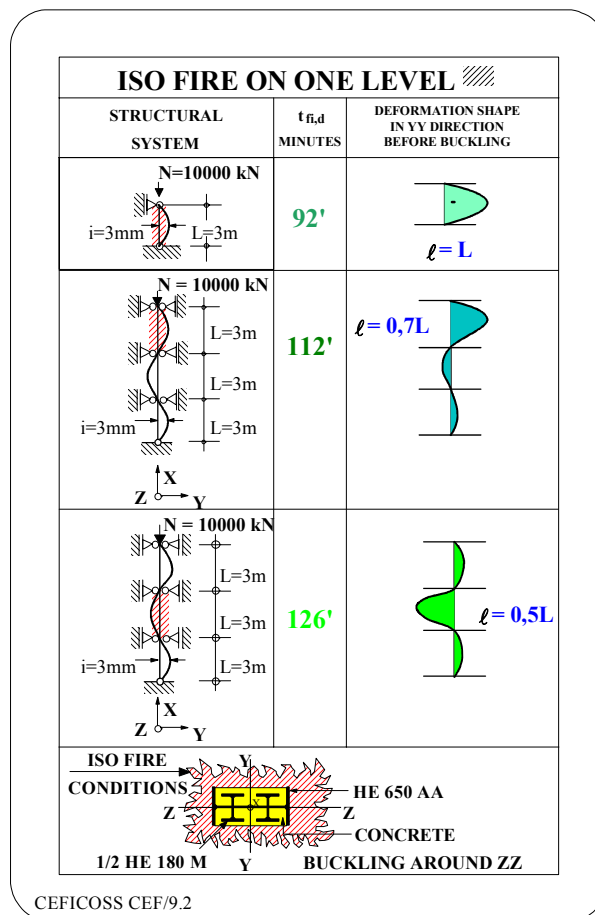 ISO FIRE ON ONE LEVEL
STRUCTURAL
SYSTEM
t fi,d
MINUTES
DEFORMATION SHAPE
IN YY DIRECTION
BEFORE BUCKLING
N=10000 kN
i=3mm
L=3m
92'
ℓ = L
N = 10000 kN
L=3m
L=3m
i=3mm
L=3m
X
Z
Y
112'
ℓ = 0,7L
N = 10000 kN
L=3m
L=3m
i=3mm
L=3m
X
Z
Y
126'
ℓ = 0,5L
ISO FIRE
CONDITIONS
Y
Z
X
Z
HE 650 AA
CONCRETE
1/2 HE 180 M
Y
BUCKLING AROUND ZZ
CEFICOSS CEF/9.2